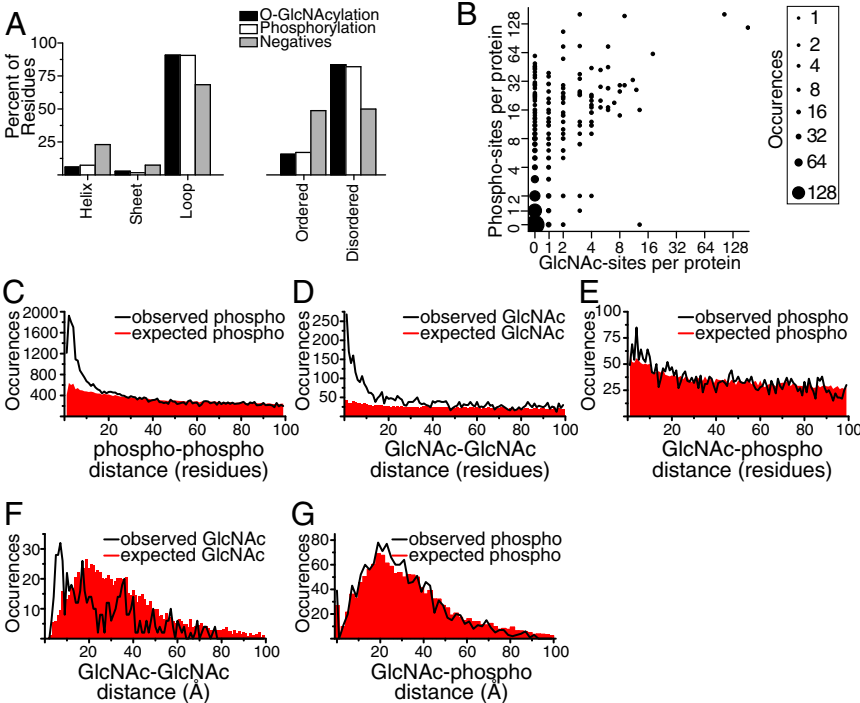 A
O-GlcNAcylation
Phosphorylation
Negatives
Percent of
Residues
100
75
50
25
Helix
Sheet
Loop
Ordered
Disordered
B
Phospho-sites per protein
128
64
32
16
8
4
2
1
0
0 1 2 4 8 16 32 64 128
GlcNAc-sites per protein
Occurences
1
2
4
8
16
32
64
128
C
observed phospho
expected phospho
Occurences
2000
1600
1200
800
400
20 40 60 80 100
phospho-phospho
distance (residues)
D
observed GlcNAc
expected GlcNAc
Occurences
250
200
150
100
50
20 40 60 80 100
GlcNAc-GlcNAc
distance (residues)
E
observed phospho
expected phospho
Occurences
100
75
50
25
0 20 40 60 80 100
GlcNAc-phospho
distance (residues)
F
observed GlcNAc
expected GlcNAc
Occurences
30
20
10
20 40 60 80 100
GlcNAc-GlcNAc
distance (Å)
G
observed phospho
expected phospho
Occurences
80
60
40
20
0 20 40 60 80 100
GlcNAc-phospho
distance (Å)